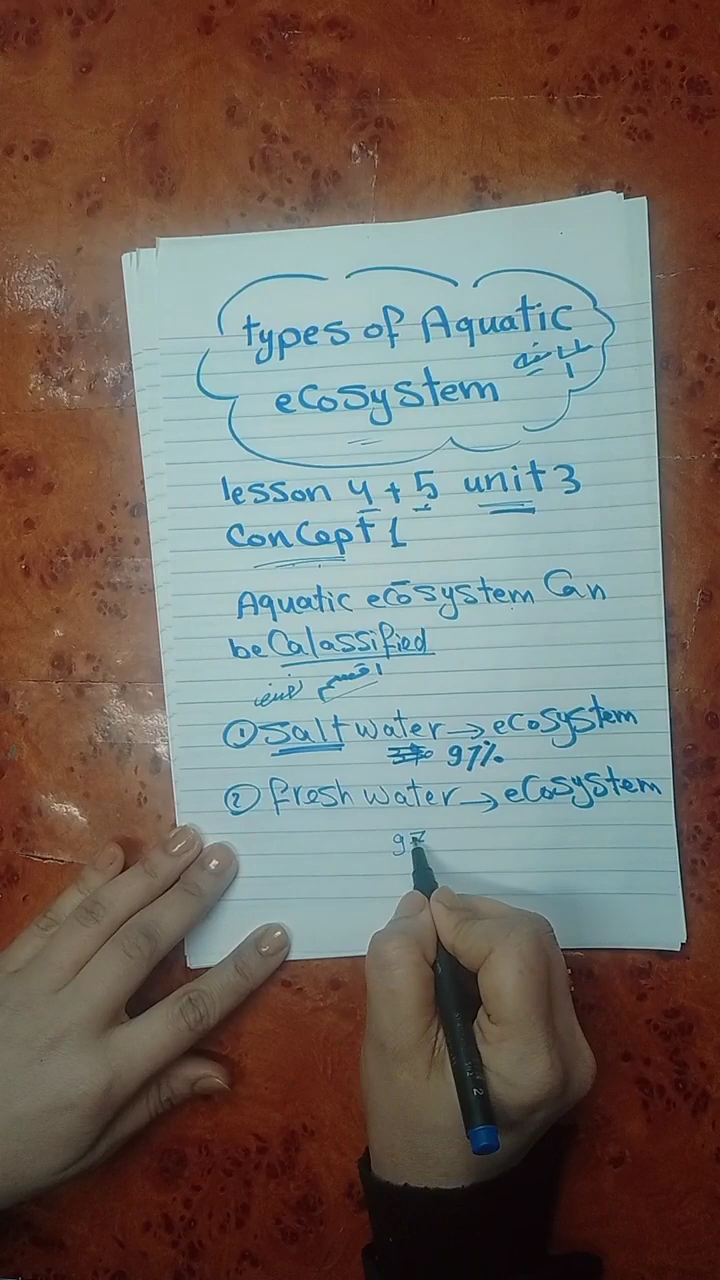 types of Aquatic
ecosystem
lesson 4 + 5 unit 3
Concept 1
Aquatic ecosystem Can
be Calassified
① Salt water → ecosystem
97%
② fresh water → ecosystem